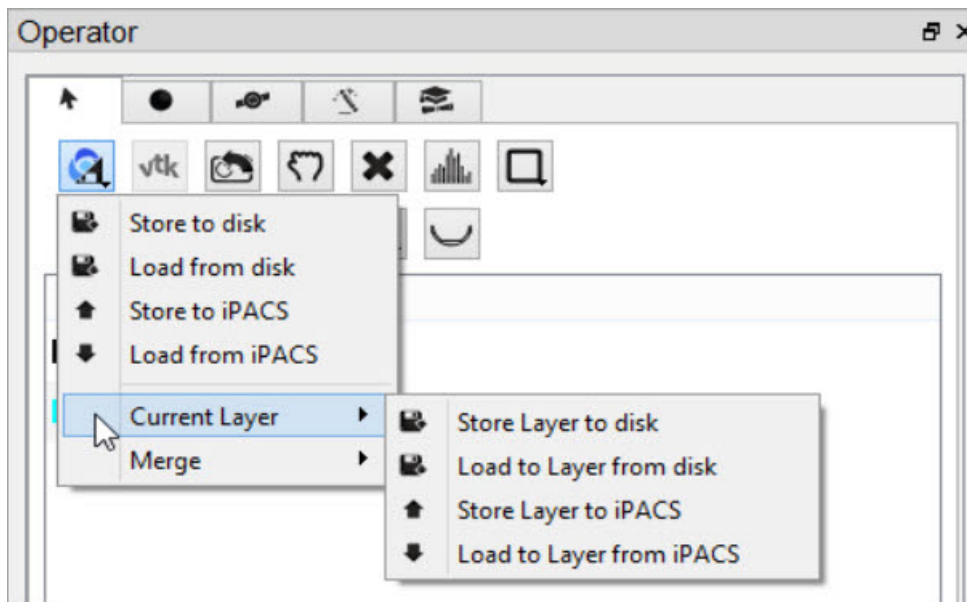 Operator
√tk
Store to disk
Load from disk
Store to iPACS
Load from iPACS
Current Layer
Merge
Store Layer to disk
Load to Layer from disk
Store Layer to iPACS
Load to Layer from iPACS